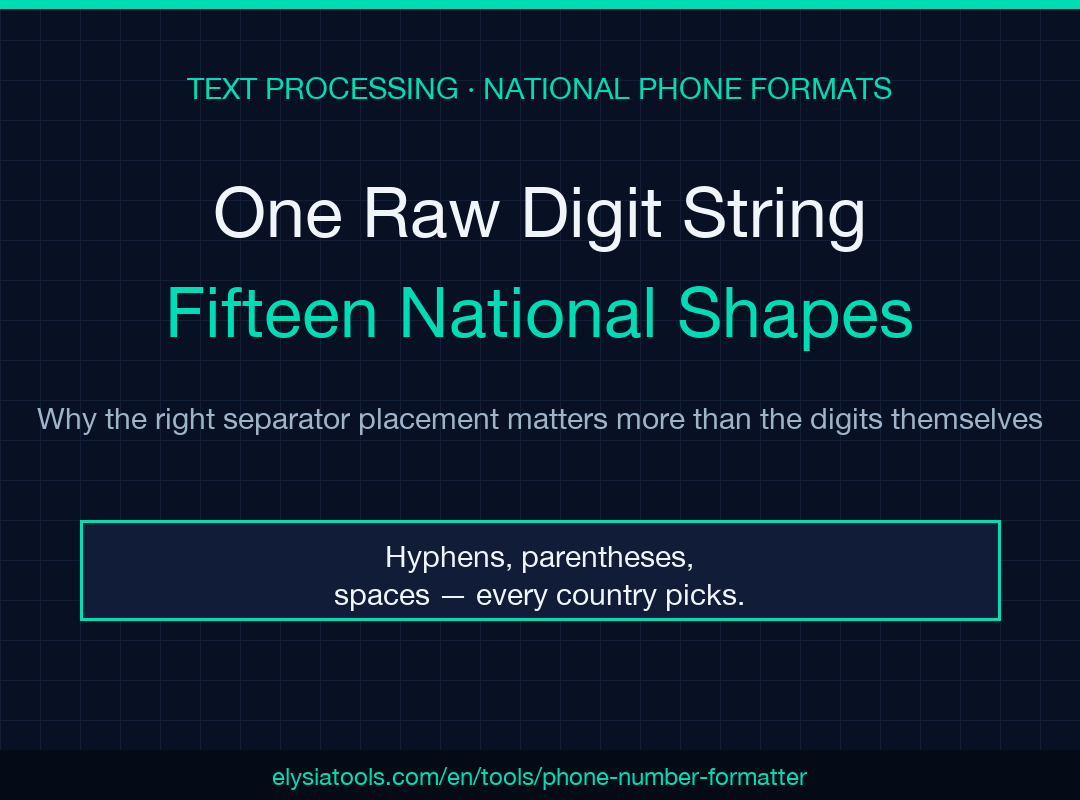 TEXT PROCESSING · NATIONAL PHONE FORMATS
One Raw Digit String
Fifteen National Shapes
Why the right separator placement matters more than the digits themselves
Hyphens, parentheses,
spaces — every country picks.
elysiatools.com/en/tools/phone-number-formatter